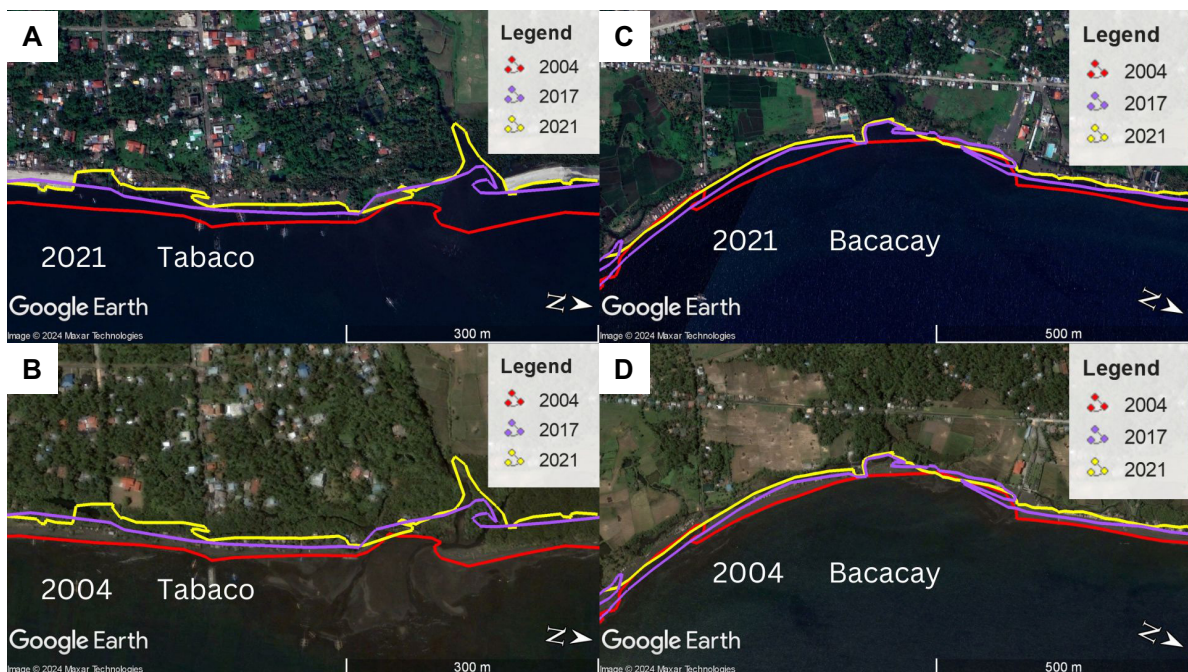 A
Legend
2004
2017
2021
2021 Tabaco
Google Earth
Image © 2024 Maxar Technologies
N
300 m
C
Legend
2004
2017
2021
2021 Bacacay
N
500 m
B
Legend
2004
2017
2021
2004 Tabaco
Google Earth
Image © 2024 Maxar Technologies
N
300 m
D
Legend
2004
2017
2021
2004 Bacacay
Google Earth
Image © 2024 Maxar Technologies
N
500 m
Google Earth
Image © 2024 Maxar Technologies